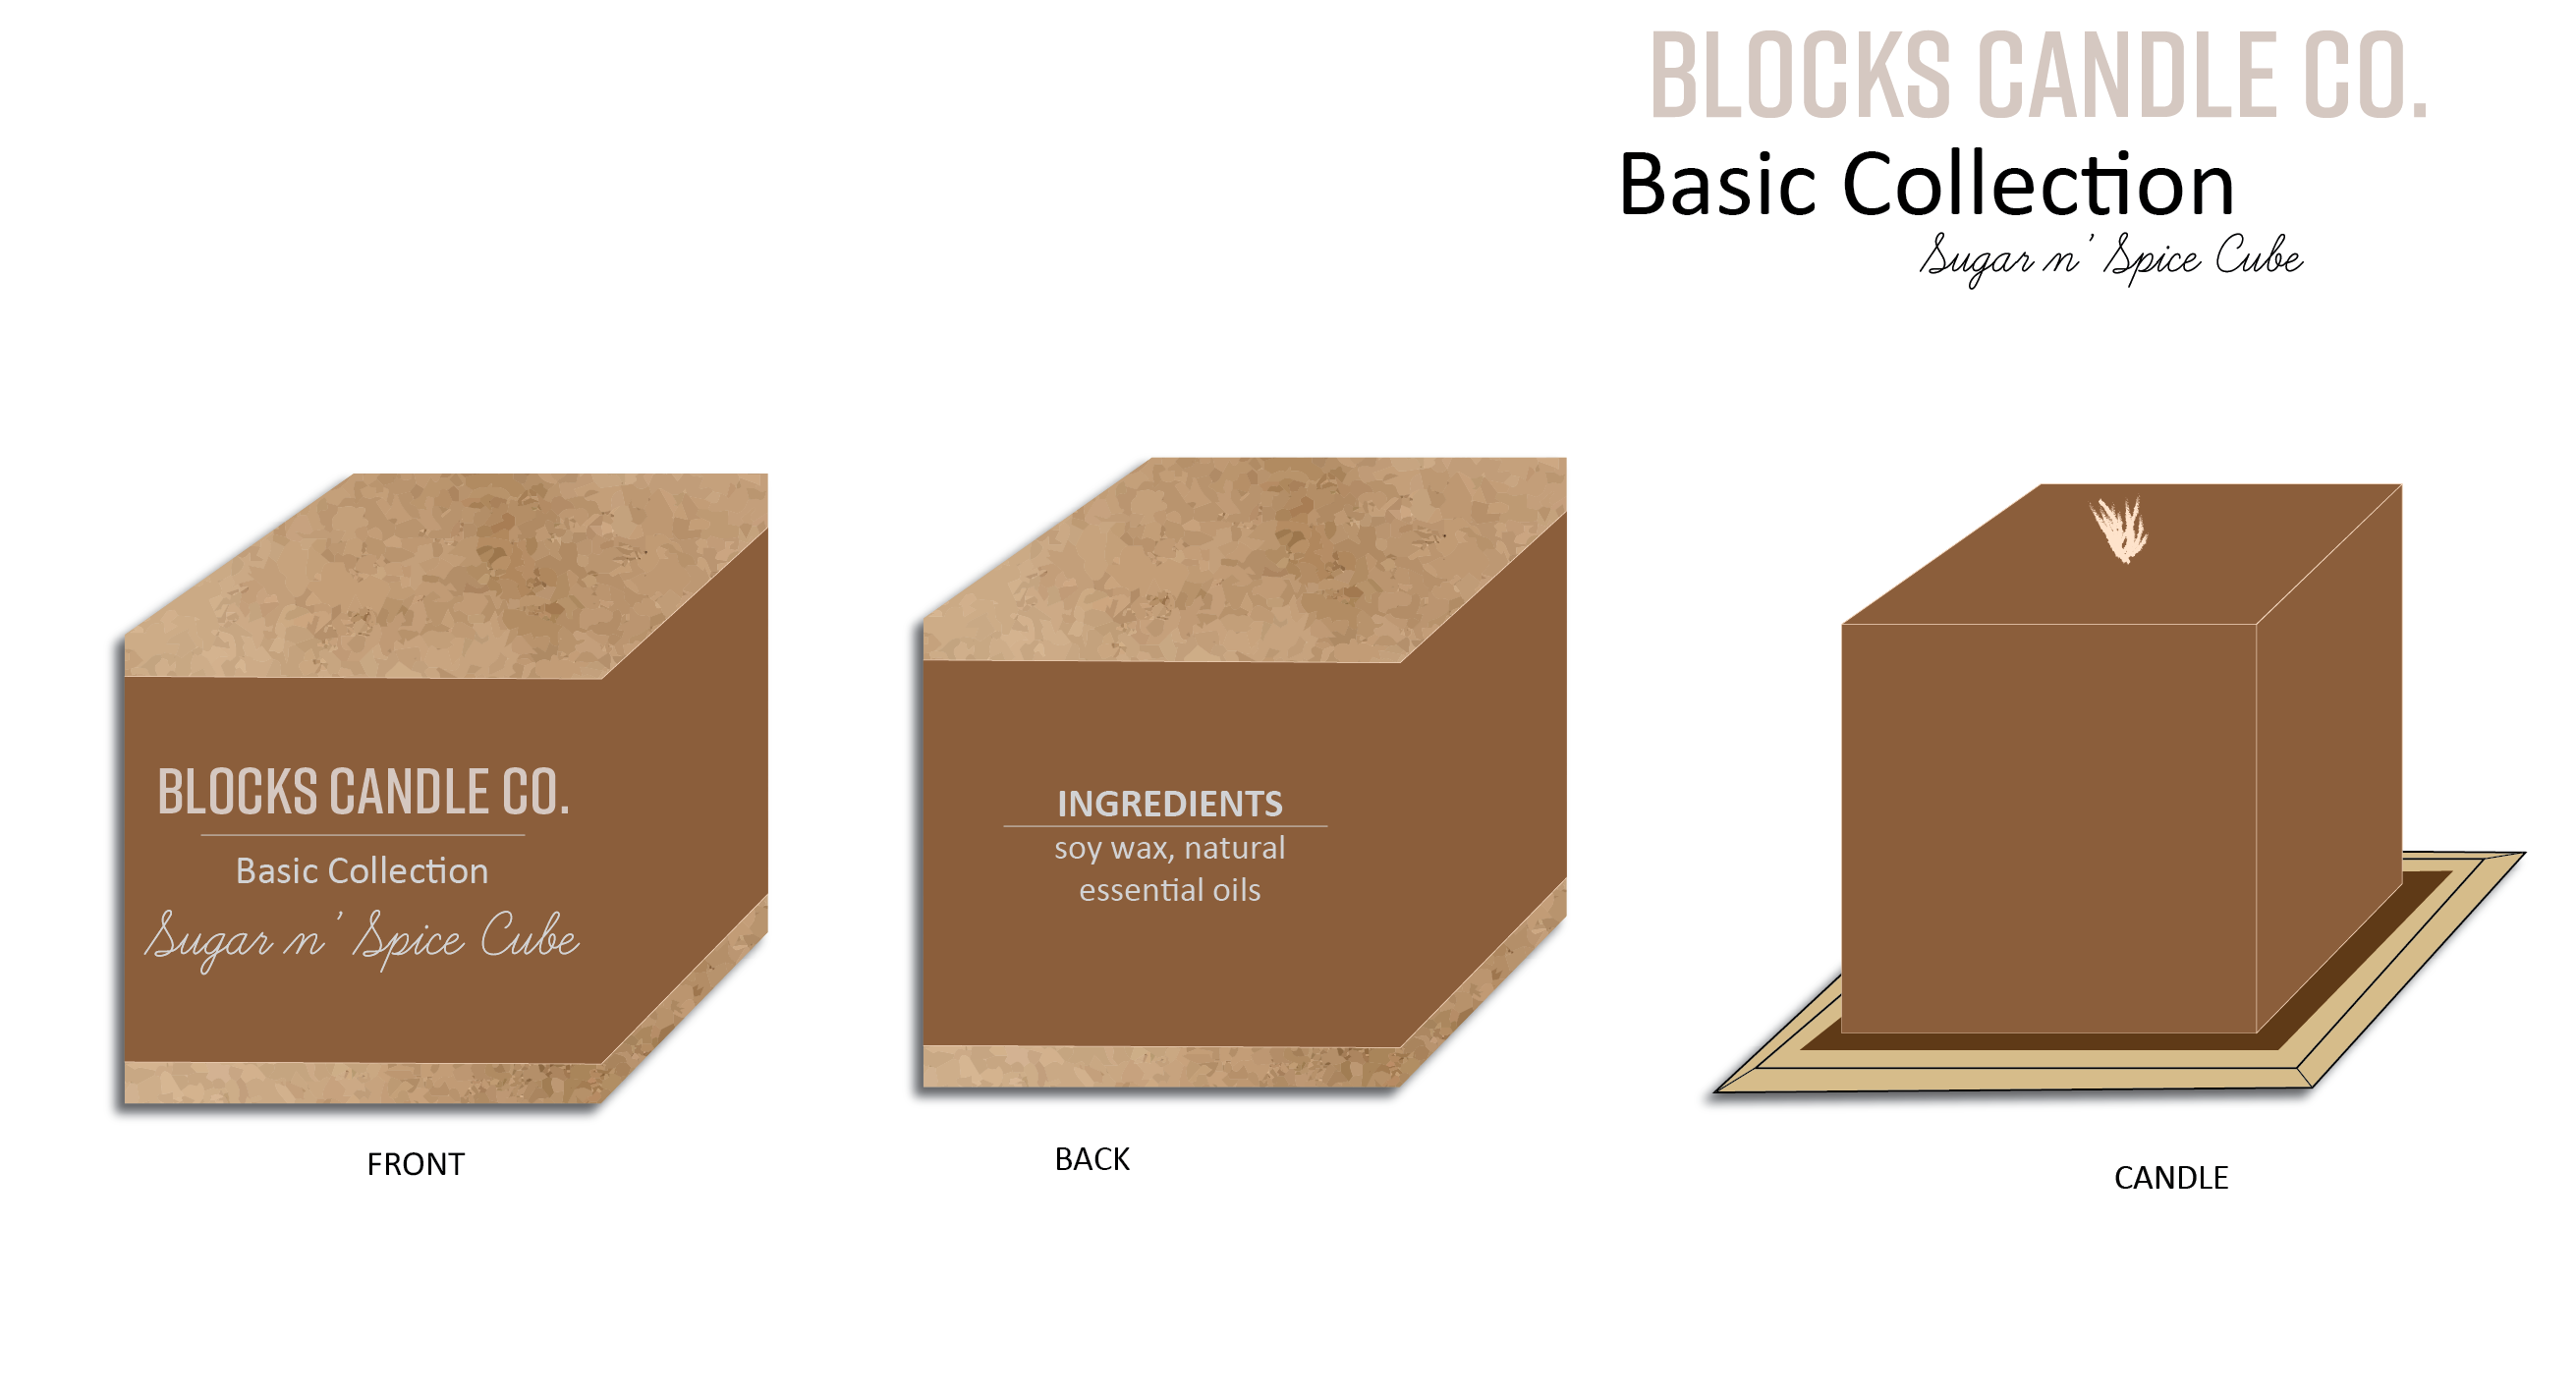 BLOCKS CANDLE CO.
Basic Collection
Sugar n' Spice Cube
BLOCKS CANDLE CO.
Basic Collection
Sugar n' Spice Cube
FRONT
INGREDIENTS
soy wax, natural
essential oils
BACK
CANDLE